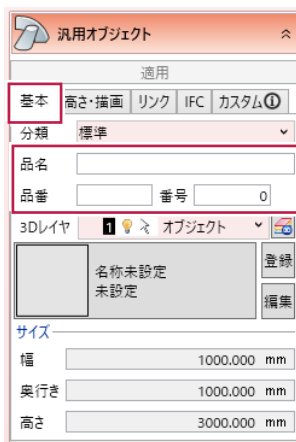 汎用オブジェクト
適用
基本 高さ・描画 リンク IFC カスタム
分類 標準
品名
品番 番号 0
3Dレイヤ 1 オブジェクト
名称未設定 登録
未設定 編集
サイズ
幅 1000.000 mm
奥行き 1000.000 mm
高さ 3000.000 mm